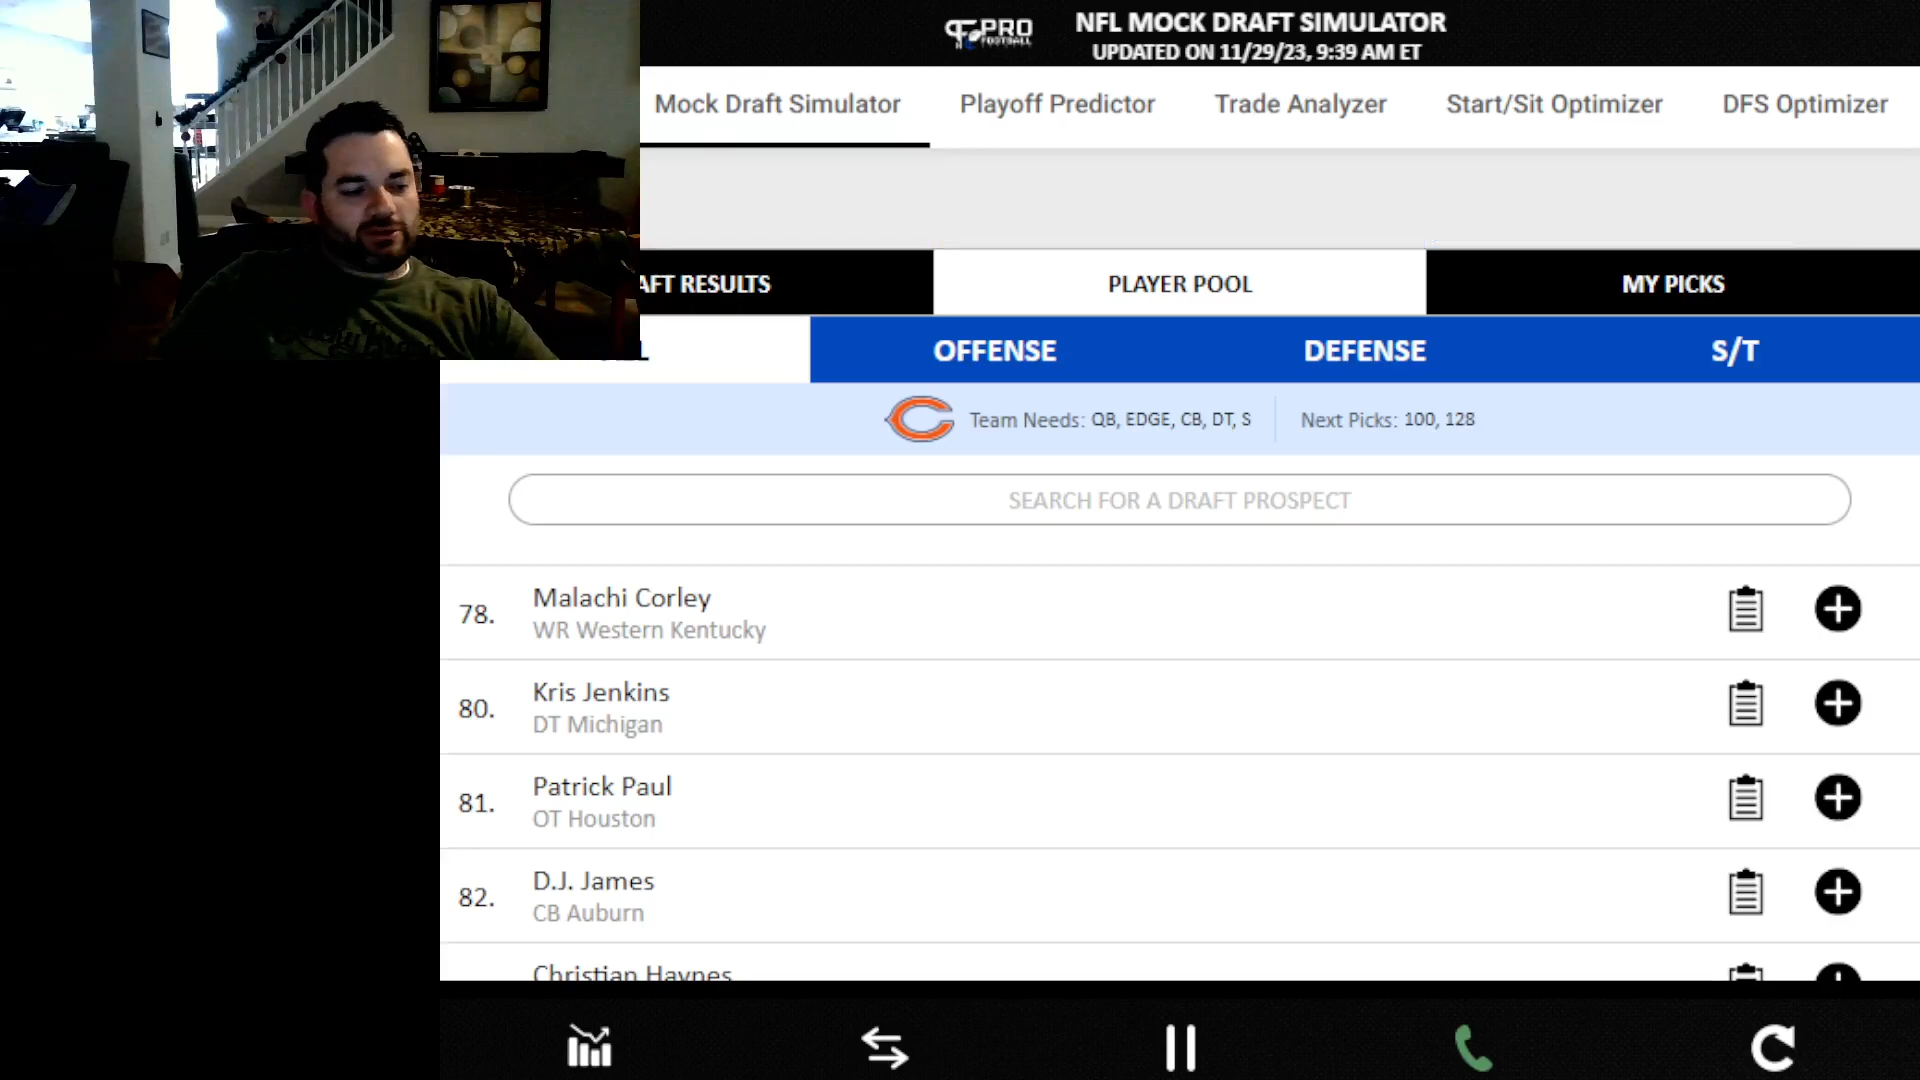 PRO
FOOTBALL
NFL MOCK DRAFT SIMULATOR
UPDATED ON 11/29/23, 9:39 AM ET
Mock Draft Simulator
Playoff Predictor
Trade Analyzer
Start/Sit Optimizer
DFS Optimizer
AFT RESULTS
PLAYER POOL
MY PICKS
OFFENSE
DEFENSE
S/T
Team Needs: QB, EDGE, CB, DT, S
Next Picks: 100, 128
SEARCH FOR A DRAFT PROSPECT
78.
Malachi Corley
WR Western Kentucky
80.
Kris Jenkins
DT Michigan
81.
Patrick Paul
OT Houston
82.
D.J. James
CB Auburn
Christian Haynes